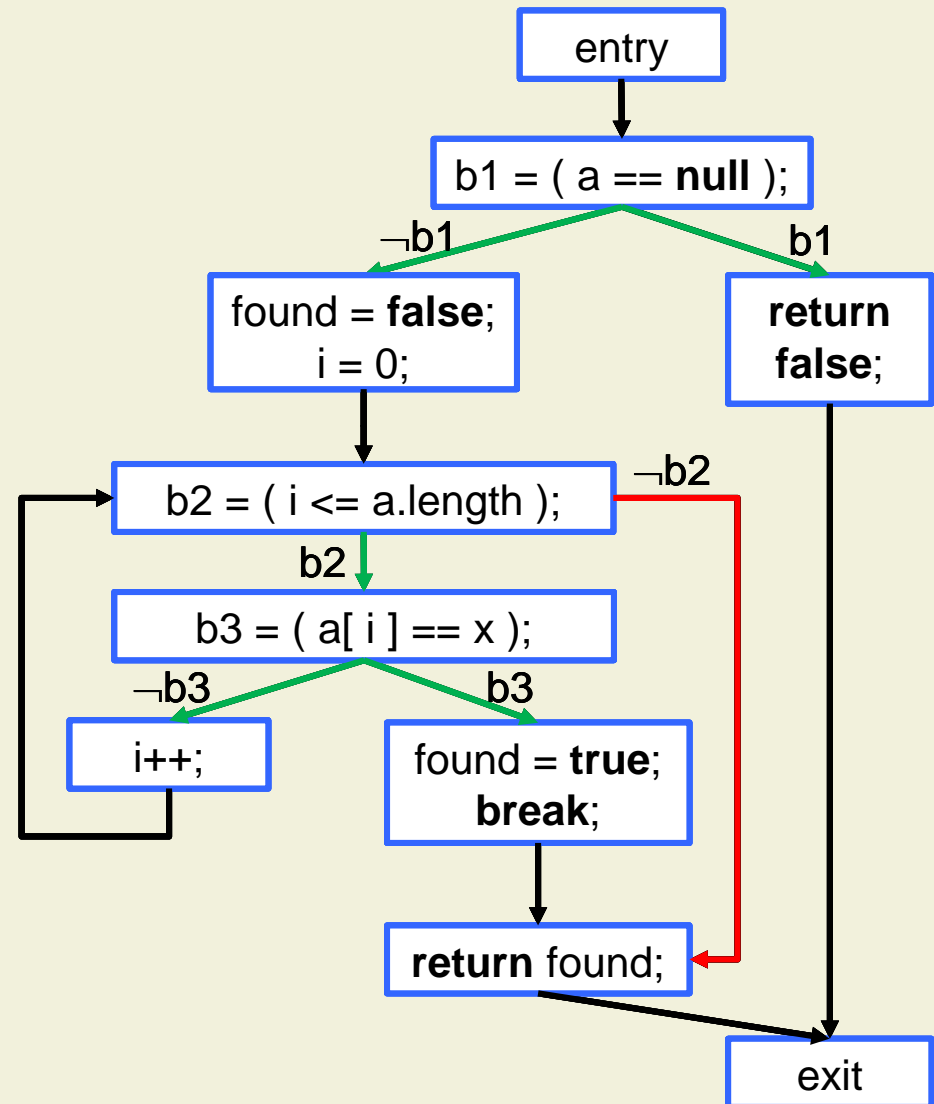 entry
b1 = ( a == null );
¬b1
b1
found = false;
i = 0;
return
false;
b2 = ( i <= a.length );
¬b2
b2
b3 = ( a[ i ] == x );
¬b3
b3
i++;
found = true;
break;
return found;
exit